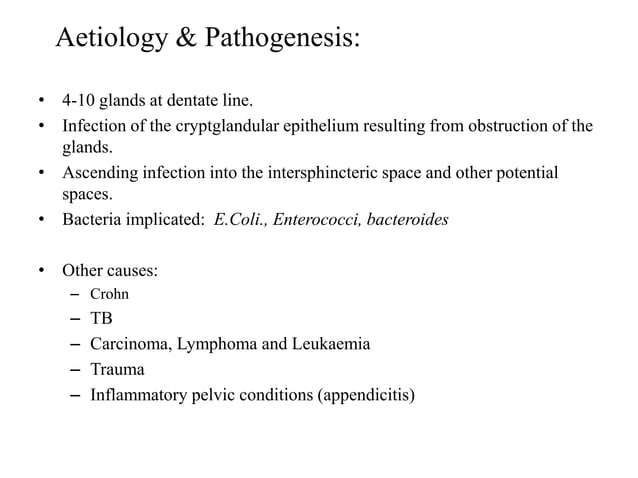 Aetiology & Pathogenesis:
• 4-10 glands at dentate line.
• Infection of the cryptglandular epithelium resulting from obstruction of the
glands.
• Ascending infection into the intersphincteric space and other potential
spaces.
• Bacteria implicated: E.Coli., Enterococci, bacteroides
• Other causes:
– Crohn
– TB
– Carcinoma, Lymphoma and Leukaemia
– Trauma
– Inflammatory pelvic conditions (appendicitis)